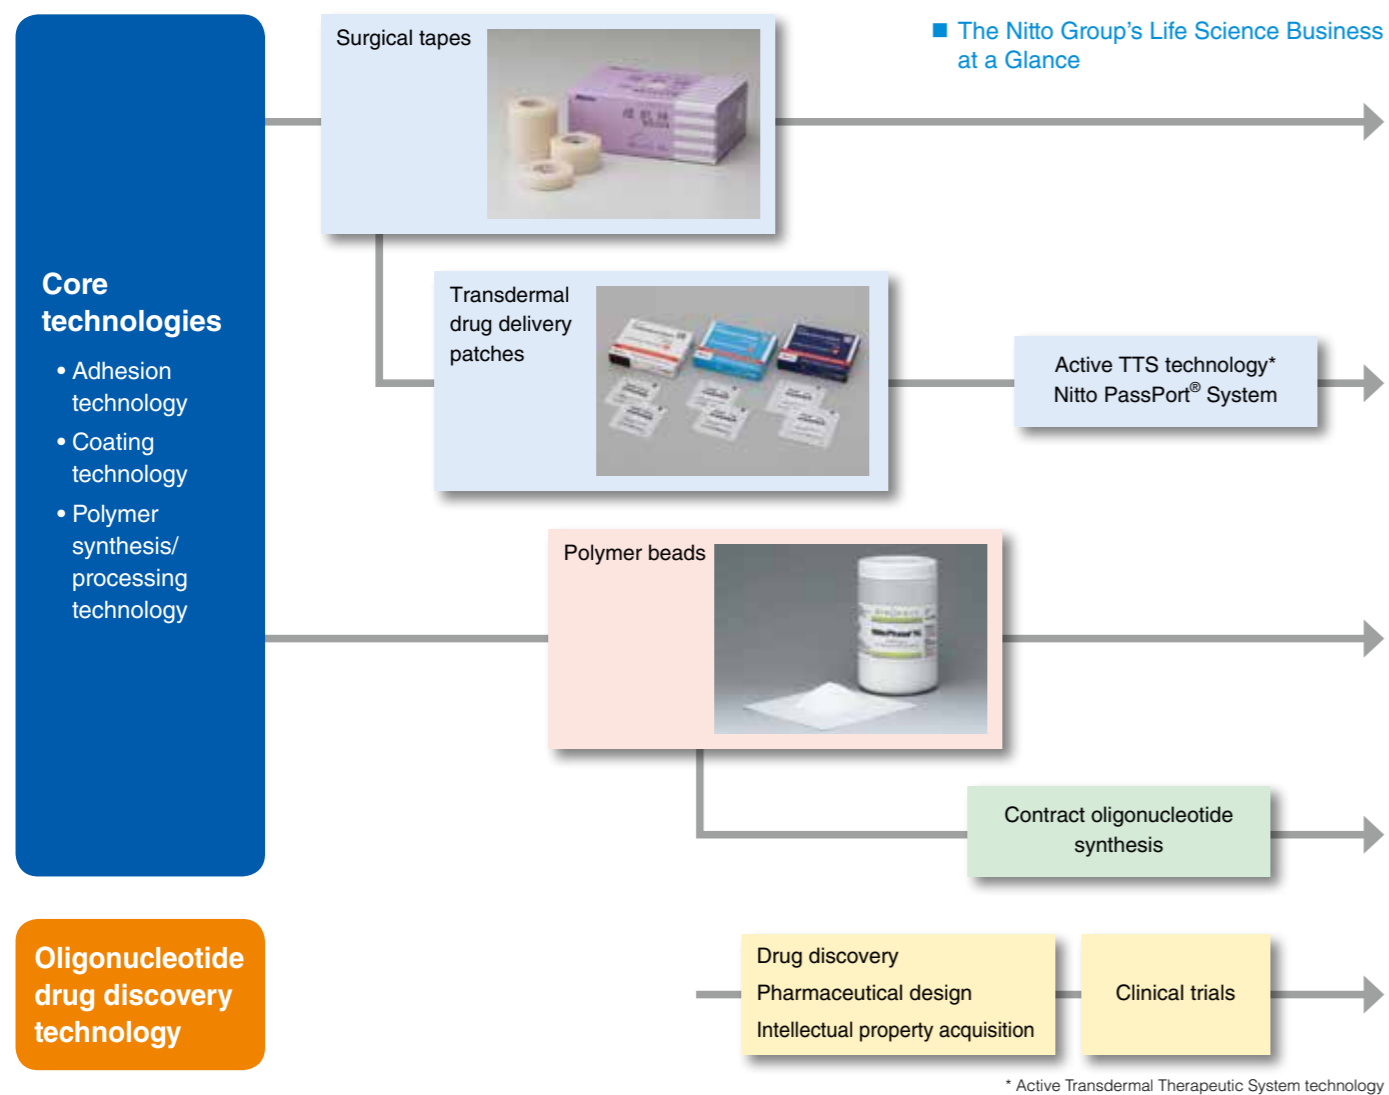 ■ The Nitto Group's Life Science Business
at a Glance
Surgical tapes
Core
technologies
• Adhesion
technology
• Coating
technology
• Polymer
synthesis/
processing
technology
Transdermal
drug delivery
patches
Active TTS technology*
Nitto PassPort® System
Polymer beads
Contract oligonucleotide
synthesis
Oligonucleotide
drug discovery
technology
Drug discovery
Pharmaceutical design
Intellectual property acquisition
Clinical trials
* Active Transdermal Therapeutic System technology